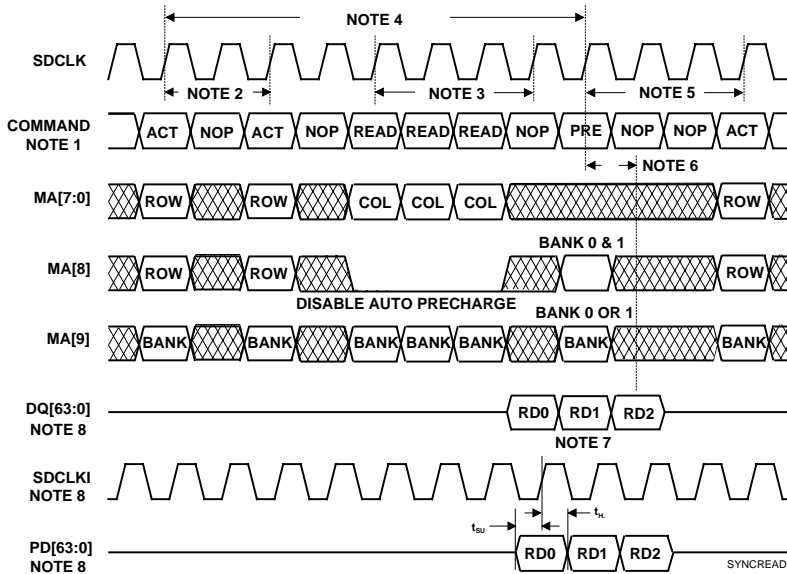 NOTE 4
SDCLK
NOTE 2 NOTE 3 NOTE 5
COMMAND ACT NOP ACT NOP READ READ READ NOP PRE NOP NOP ACT
NOTE 1
NOTE 6
MA[7:0] ROW ROW COL COL COL ROW
BANK 0 & 1
MA[8] ROW ROW ROW
DISABLE AUTO PRECHARGE
BANK 0 OR 1
MA[9] BANK BANK BANK BANK BANK BANK BANK
DQ[63:0] RD0 RD1 RD2
NOTE 8
NOTE 7
SDCLKI
NOTE 8
tSU tH.
PD[63:0] RD0 RD1 RD2
NOTE 8
SYNCREAD